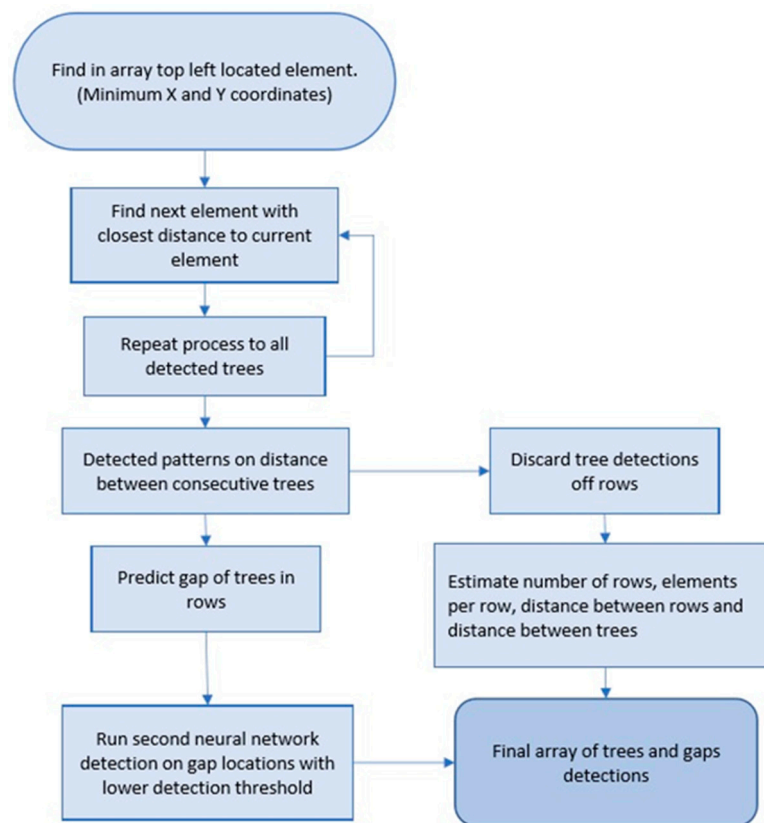 Find in array top left located element.
(Minimum X and Y coordinates)
Find next element with
closest distance to current
element
Repeat process to all
detected trees
Detected patterns on distance
between consecutive trees
Discard tree detections
off rows
Predict gap of trees in
rows
Estimate number of rows, elements
per row, distance between rows and
distance between trees
Run second neural network
detection on gap locations with
lower detection threshold
Final array of trees and gaps
detections